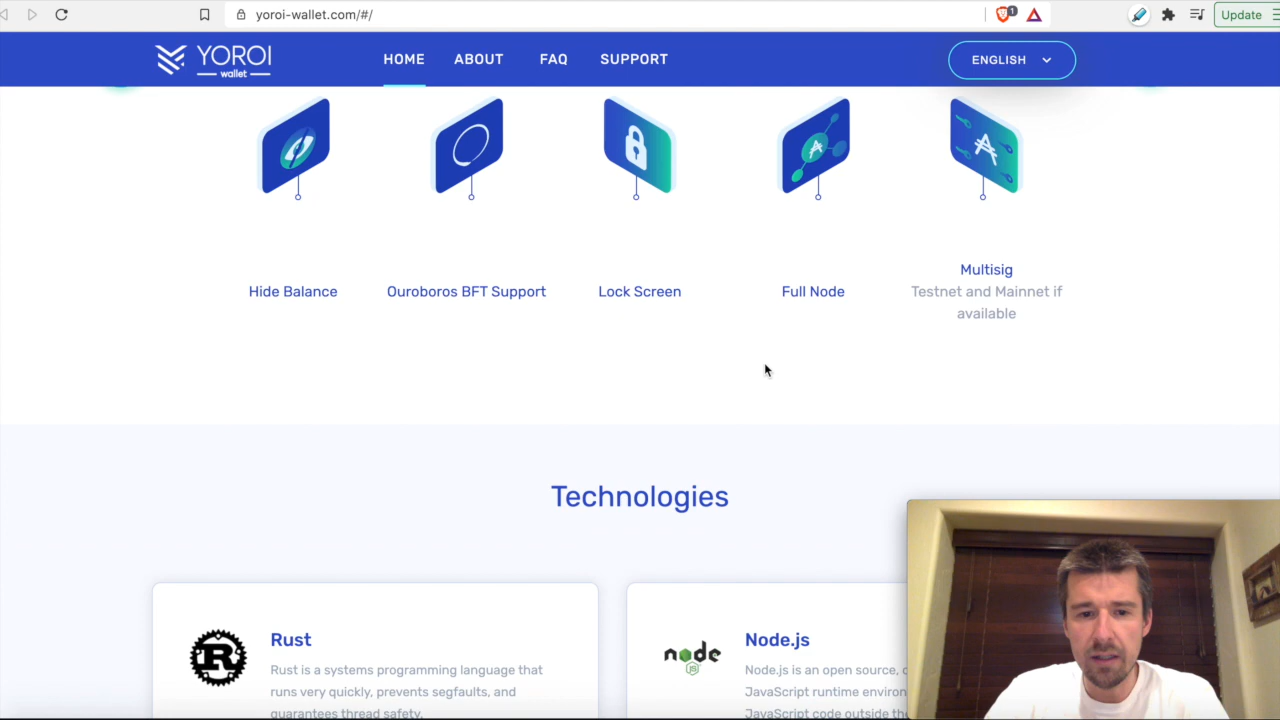 yoroi-wallet.com/#/
1
Update
YOROI
wallet
HOME
ABOUT
FAQ
SUPPORT
ENGLISH
Hide Balance
Ouroboros BFT Support
Lock Screen
Full Node
Multisig
Testnet and Mainnet if
available
Technologies
Rust
Rust is a systems programming language that
runs very quickly, prevents segfaults, and
guarantees thread safety.
node
JS
Node.js
Node.js is an open source, c
JavaScript runtime environ
JavaScript code outside the